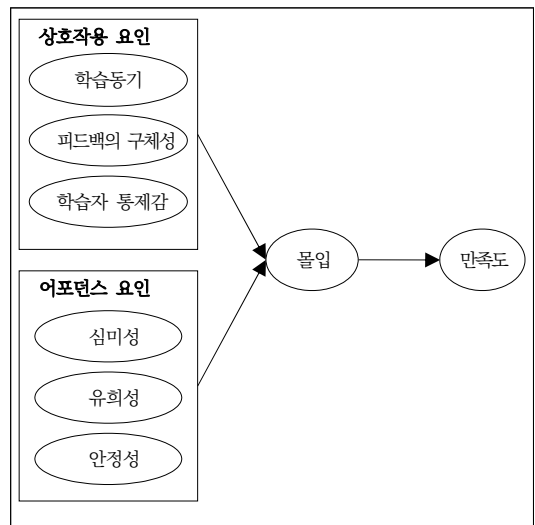 상호작용 요인
학습동기
피드백의 구체성
학습자 통제감
몰입
만족도
어포던스 요인
심미성
유희성
안정성